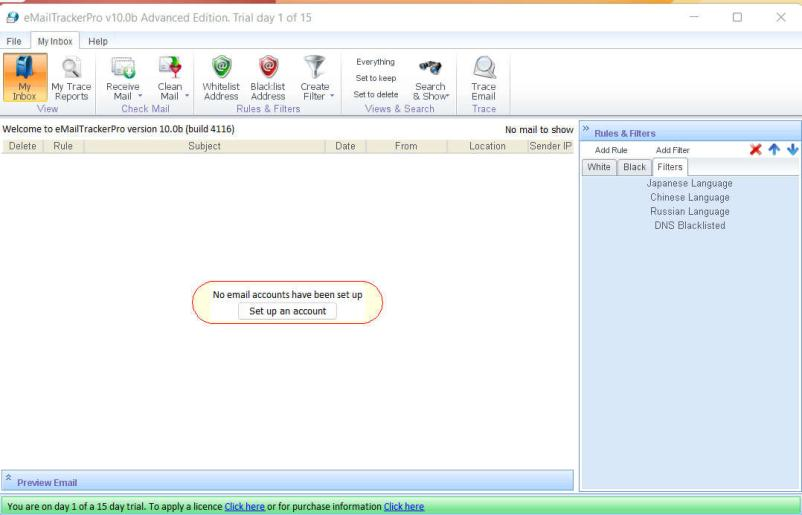 eMailTrackerPro v10.0b Advanced Edition. Trial day 1 of 15
File My Inbox Help
My Inbox
My Trace Reports
Receive Mail
Clean Mail
Whitelist Address
Blacklist Address
Create Filter
Everything
Set to keep
Set to delete
Search & Show
Trace Email
View
Check Mail
Rules & Filters
Views & Search
Trace
Welcome to eMailTrackerPro version 10.0b (build 4116)
No mail to show
Delete Rule Subject Date From Location Sender IP
No email accounts have been set up
Set up an account
Rules & Filters
Add Rule Add Filter
White Black Filters
Japanese Language
Chinese Language
Russian Language
DNS Blacklisted
Preview Email
You are on day 1 of a 15 day trial. To apply a licence Click here or for purchase information Click here